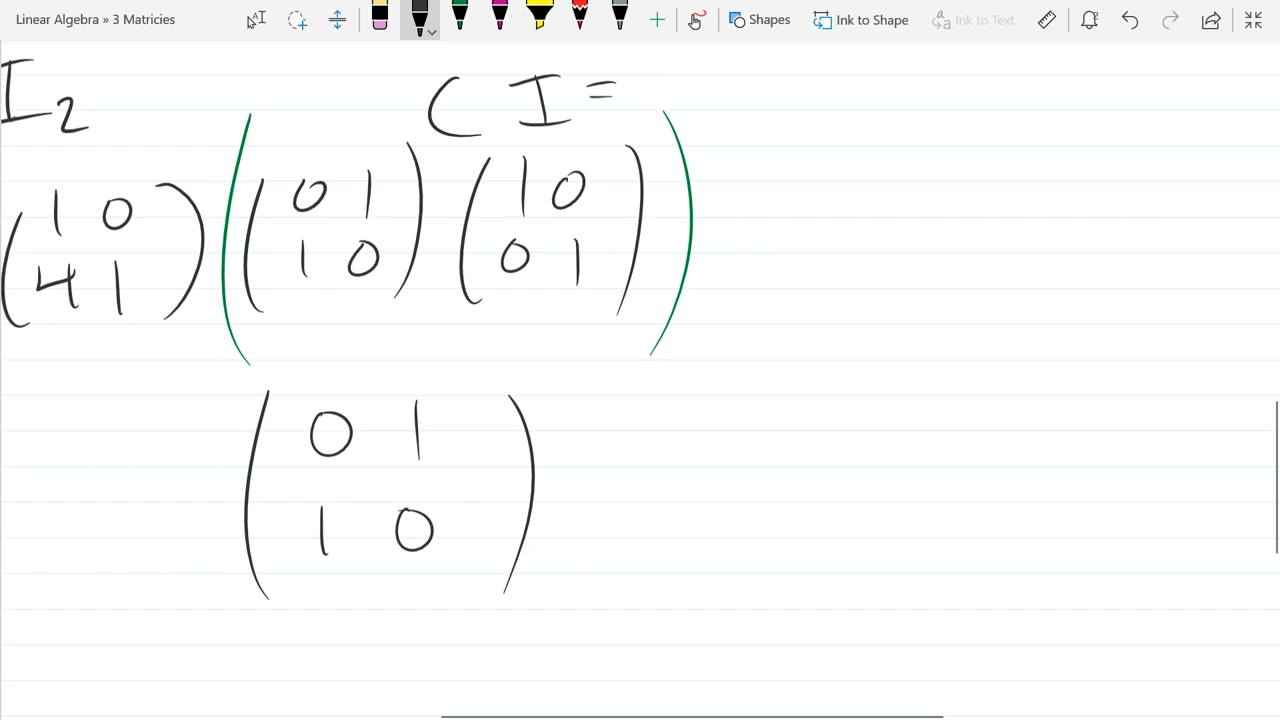 Linear Algebra » 3 Matricies
Shapes
Ink to Shape
Ink to Text
I₂
C I =
( 1 0 ) ( ( 0 1 ) ( 1 0 ) )
( 4 1 ) ( ( 1 0 ) ( 0 1 ) )
( 0 1 )
( 1 0 )